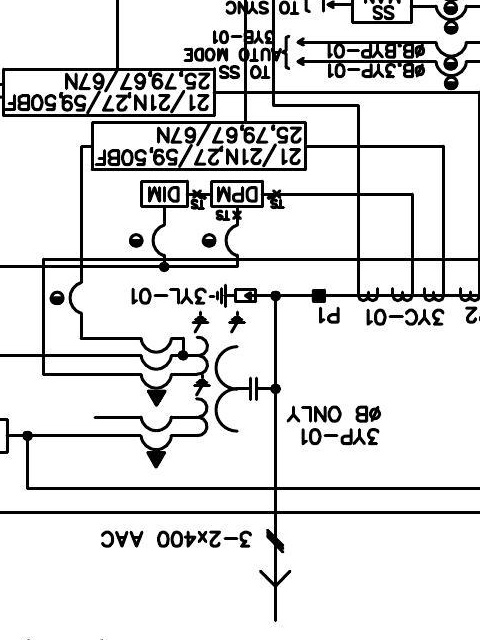 3-2x400 AAC
3YP-01
ØB ONLY
2 3YC-01 P1 3YL-01
TS
TS DPM TS DIM
21/21N,27/59,50BF
25,79,67/67N
21/21N,27/59,50BF
25,79,67/67N
ØB.3YP-01
ØB.BYP-01
TO SS
AUTO MODE
3YE-01
SS
MAN
TO SYNC